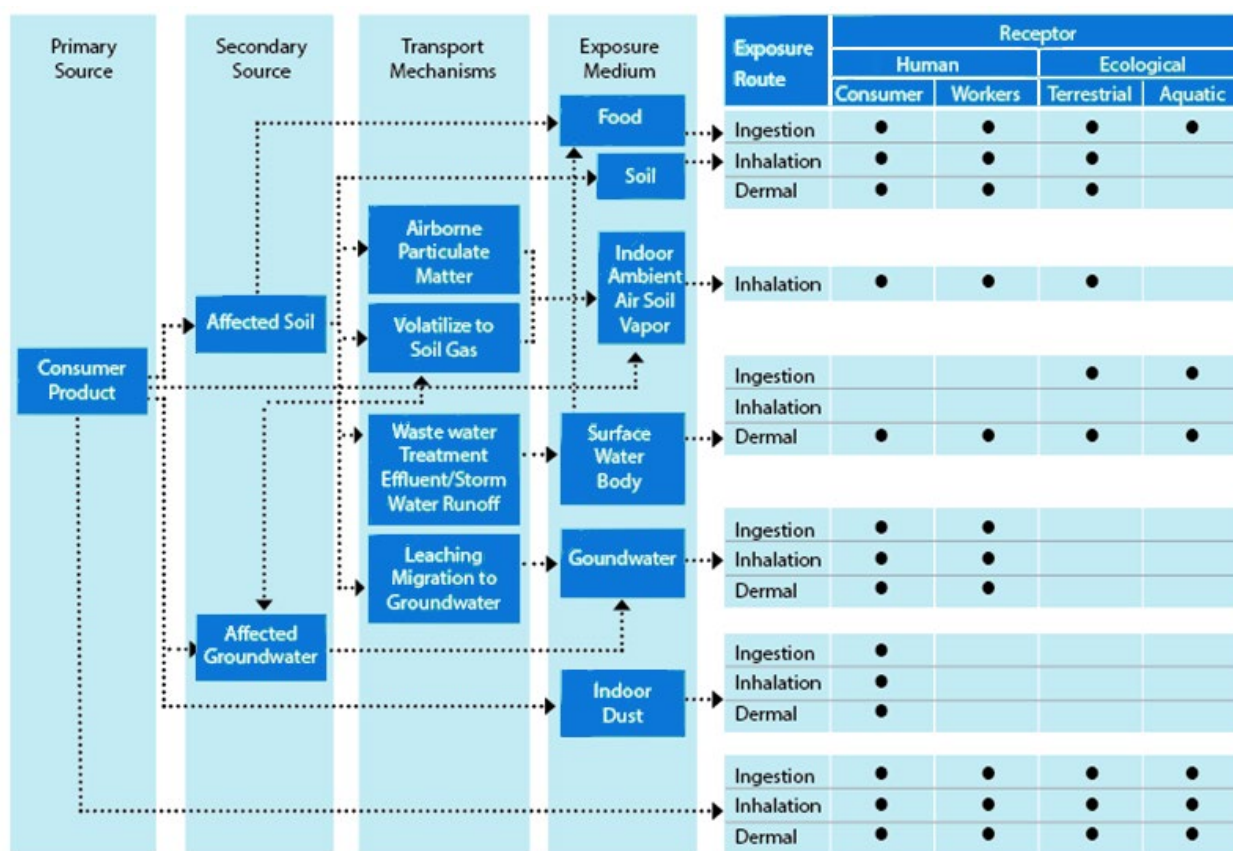 Primary
Source
Secondary
Source
Transport
Mechanisms
Exposure
Medium
Exposure
Route
Receptor
Human
Ecological
Consumer
Workers
Terrestrial
Aquatic
Food
Ingestion
Soil
Inhalation
Dermal
Airborne
Particulate
Matter
Indoor
Ambient
Air Soil
Vapor
Inhalation
Affected Soil
Volatilize to
Soil Gas
Consumer
Product
Ingestion
Inhalation
Dermal
Waste water
Treatment
Effluent/Storm
Water Runoff
Surface
Water
Body
Leaching
Migration to
Groundwater
Goundwater
Ingestion
Inhalation
Dermal
Affected
Groundwater
Indoor
Dust
Ingestion
Inhalation
Dermal
Ingestion
Inhalation
Dermal